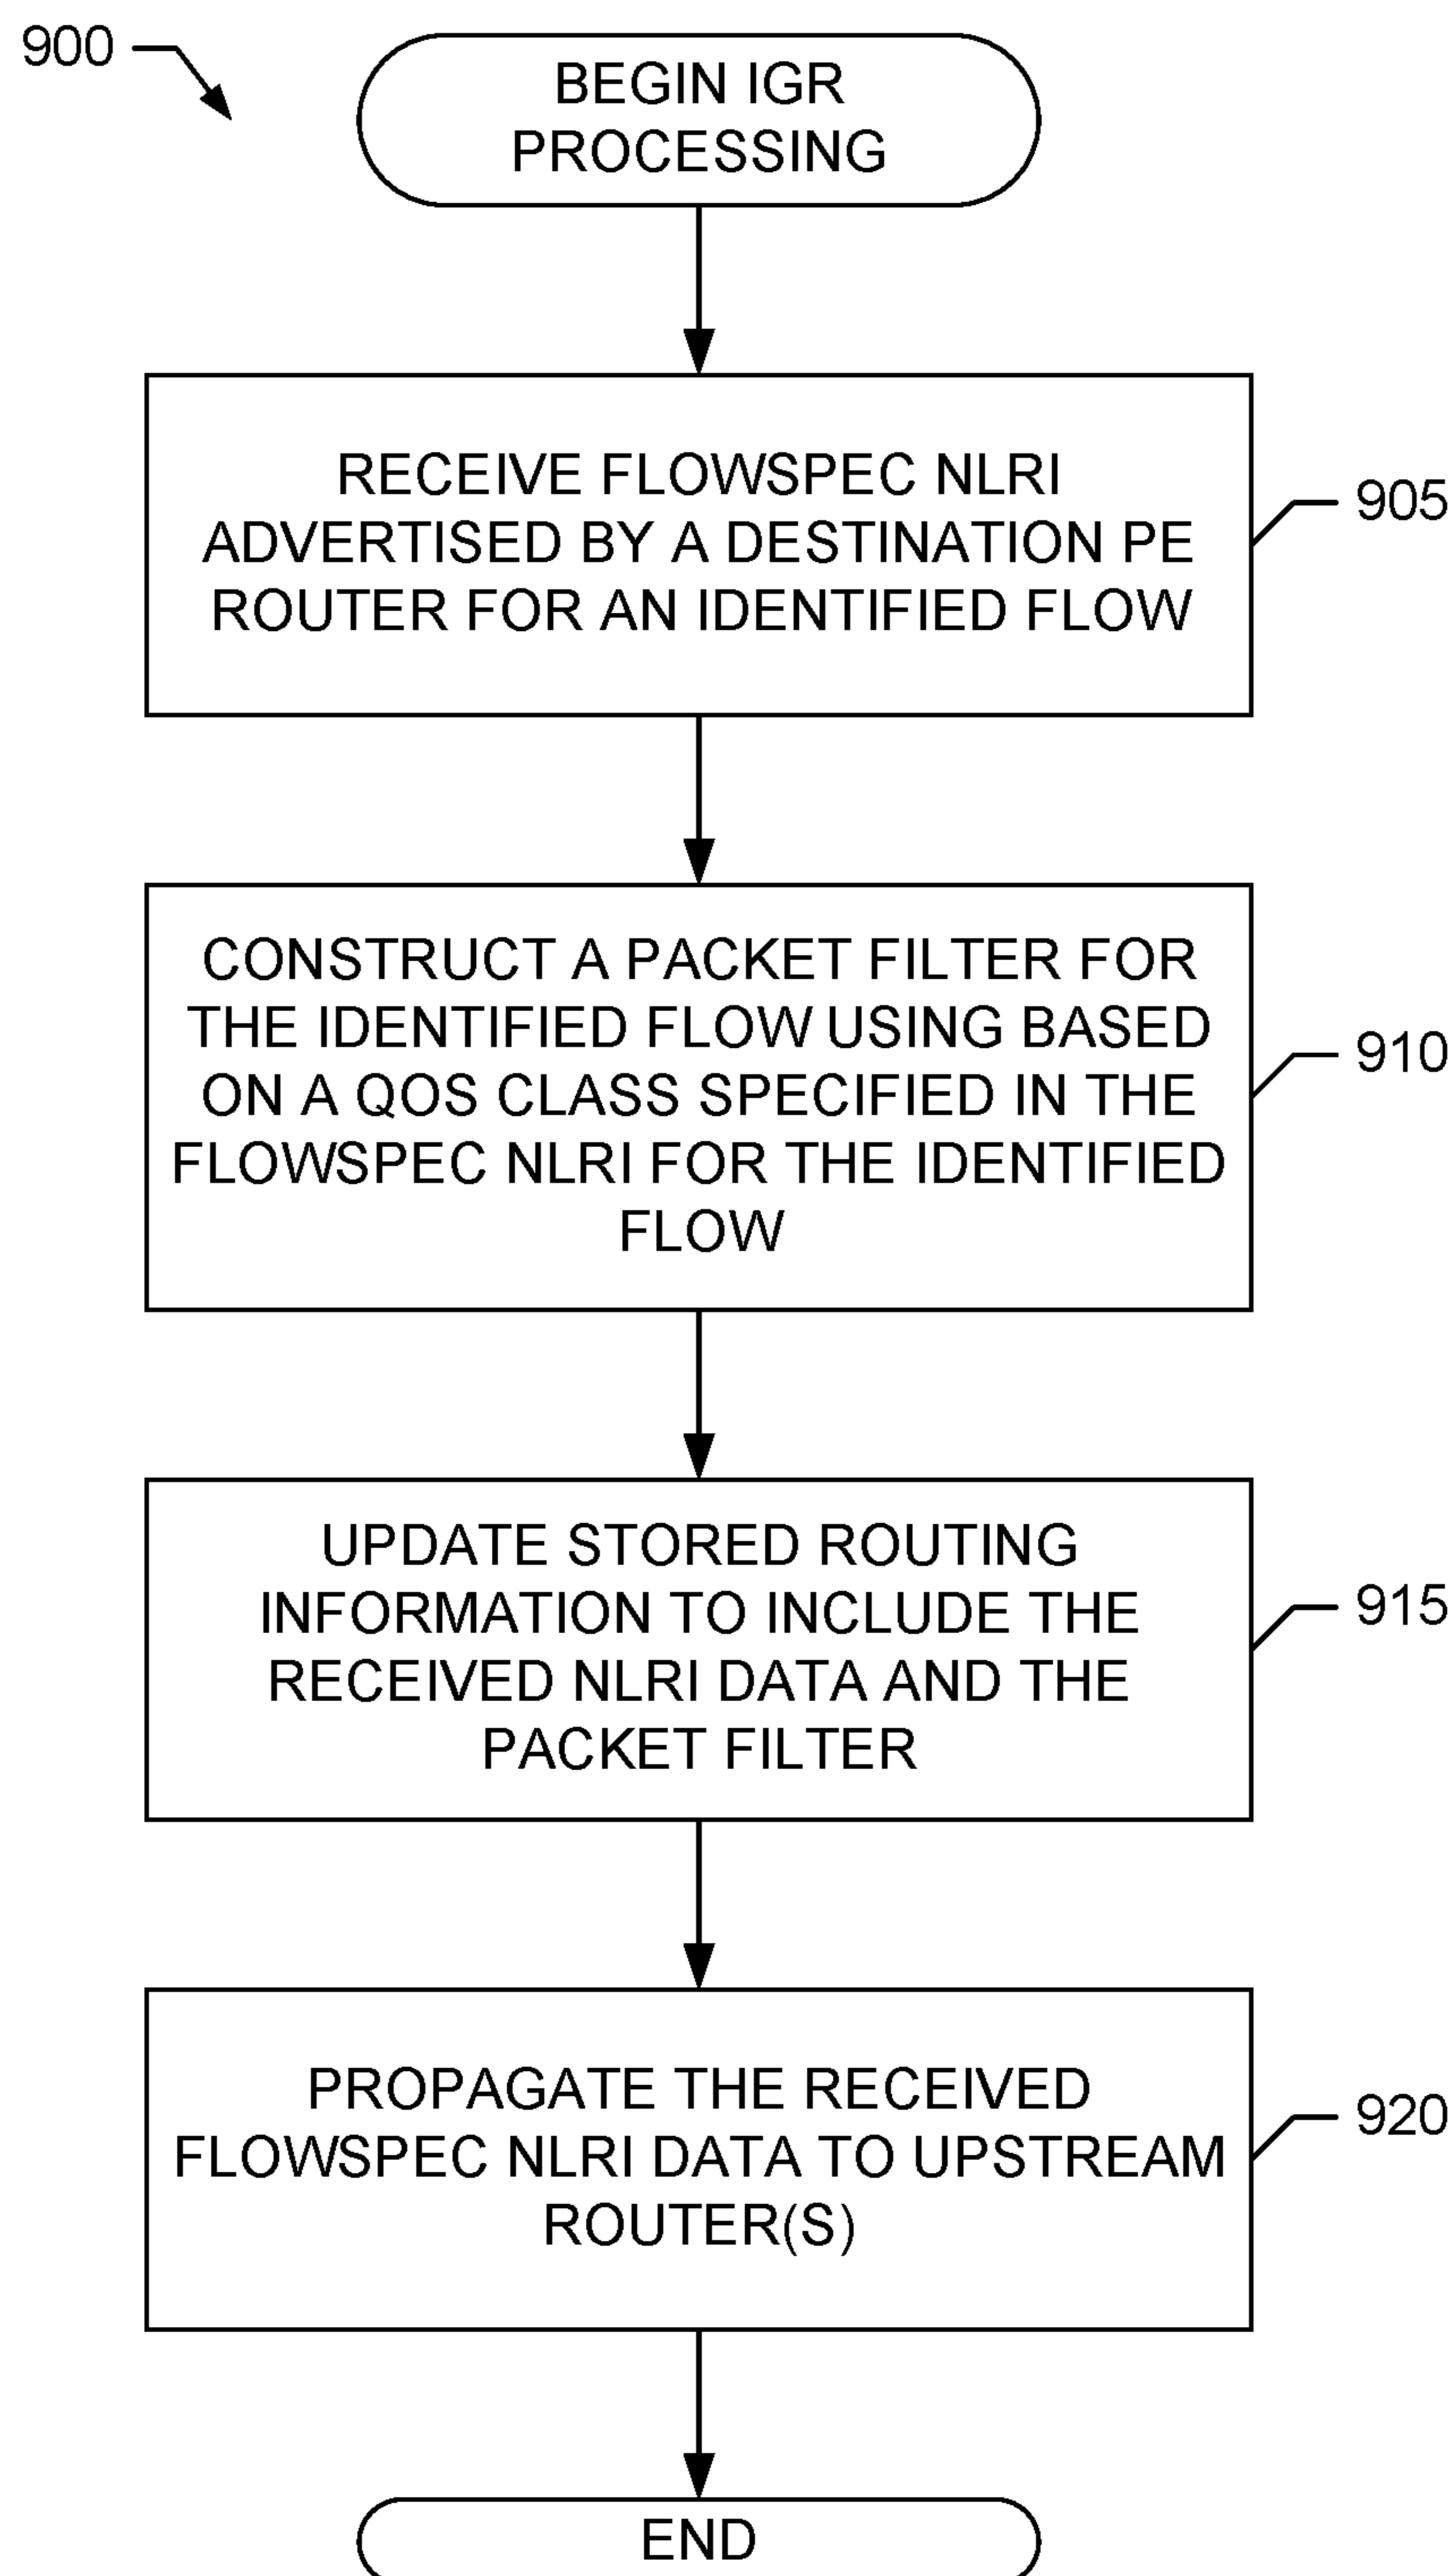 900
BEGIN IGR
PROCESSING
RECEIVE FLOWSPEC NLRI
ADVERTISED BY A DESTINATION PE
ROUTER FOR AN IDENTIFIED FLOW
905
CONSTRUCT A PACKET FILTER FOR
THE IDENTIFIED FLOW USING BASED
ON A QOS CLASS SPECIFIED IN THE
FLOWSPEC NLRI FOR THE IDENTIFIED
FLOW
910
UPDATE STORED ROUTING
INFORMATION TO INCLUDE THE
RECEIVED NLRI DATA AND THE
PACKET FILTER
915
PROPAGATE THE RECEIVED
FLOWSPEC NLRI DATA TO UPSTREAM
ROUTER(S)
920
END